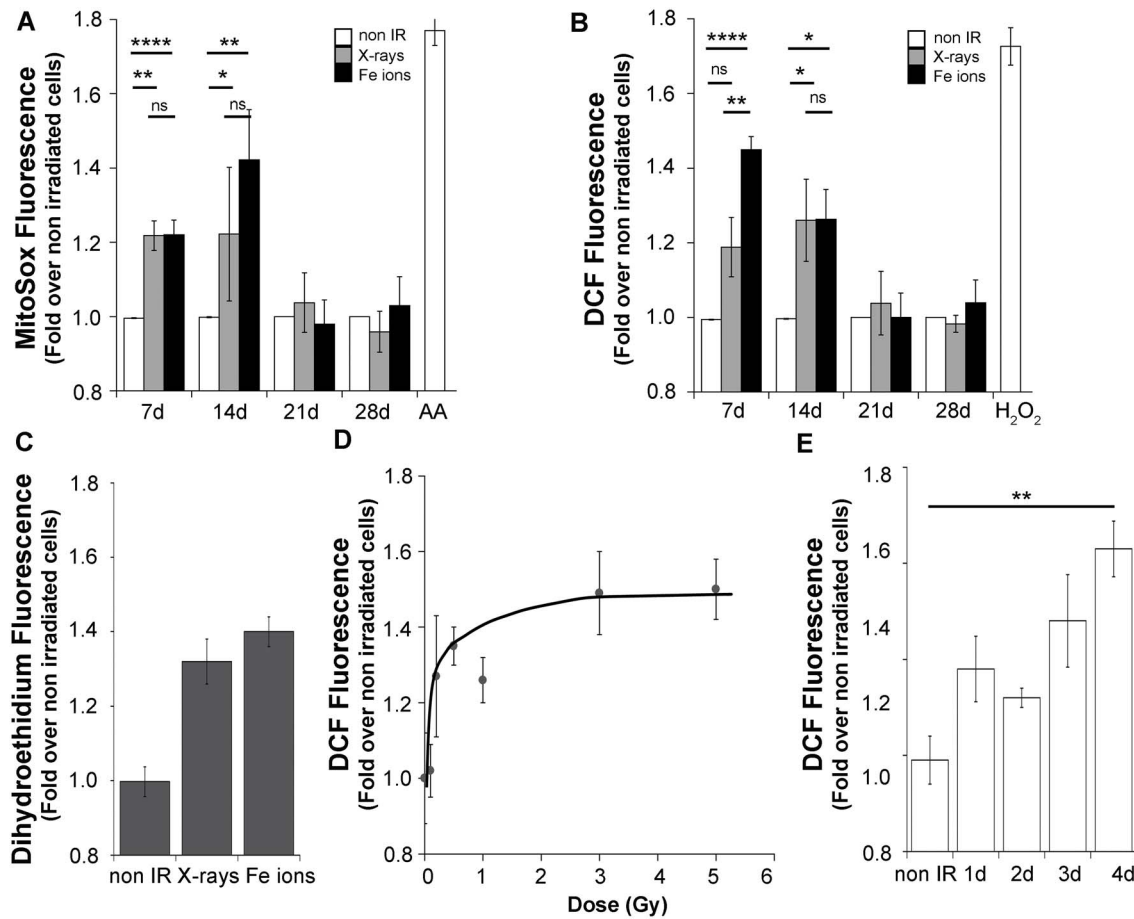 A
MitoSox Fluorescence
(Fold over non irradiated cells)
1.8
1.6
1.4
1.2
1.0
0.8
**** **
** *
ns ns
non IR
X-rays
Fe ions
7d 14d 21d 28d AA
B
DCF Fluorescence
(Fold over non irradiated cells)
1.8
1.6
1.4
1.2
1.0
0.8
**** *
ns *
** ns
non IR
X-rays
Fe ions
7d 14d 21d 28d H₂O₂
C
Dihydroethidium Fluorescence
(Fold over non irradiated cells)
1.8
1.6
1.4
1.2
1.0
0.8
non IR X-rays Fe ions
D
DCF Fluorescence
(Fold over non irradiated cells)
1.8
1.6
1.4
1.2
1.0
0.8
0 1 2 3 4 5 6
Dose (Gy)
E
DCF Fluorescence
(Fold over non irradiated cells)
1.8
1.6
1.4
1.2
1.0
0.8
**
non IR 1d 2d 3d 4d